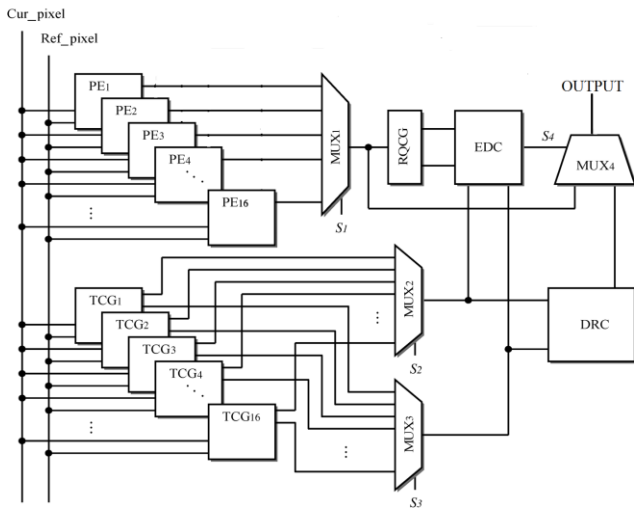 Cur_pixel
Ref_pixel
PE1
PE2
PE3
PE4
PE16
MUX1
S1
RQCG
EDC
S4
OUTPUT
MUX4
TCG1
TCG2
TCG3
TCG4
TCG16
MUX2
S2
MUX3
S3
DRC